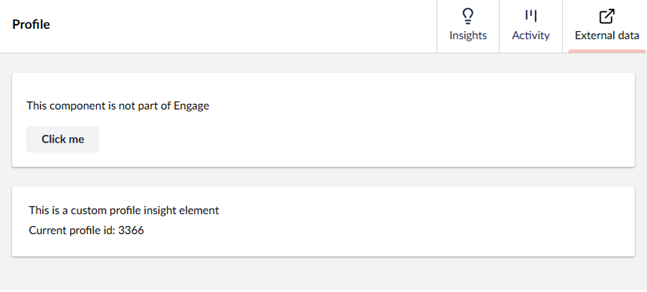 Profile
Insights
Activity
External data
This component is not part of Engage
Click me
This is a custom profile insight element
Current profile id: 3366